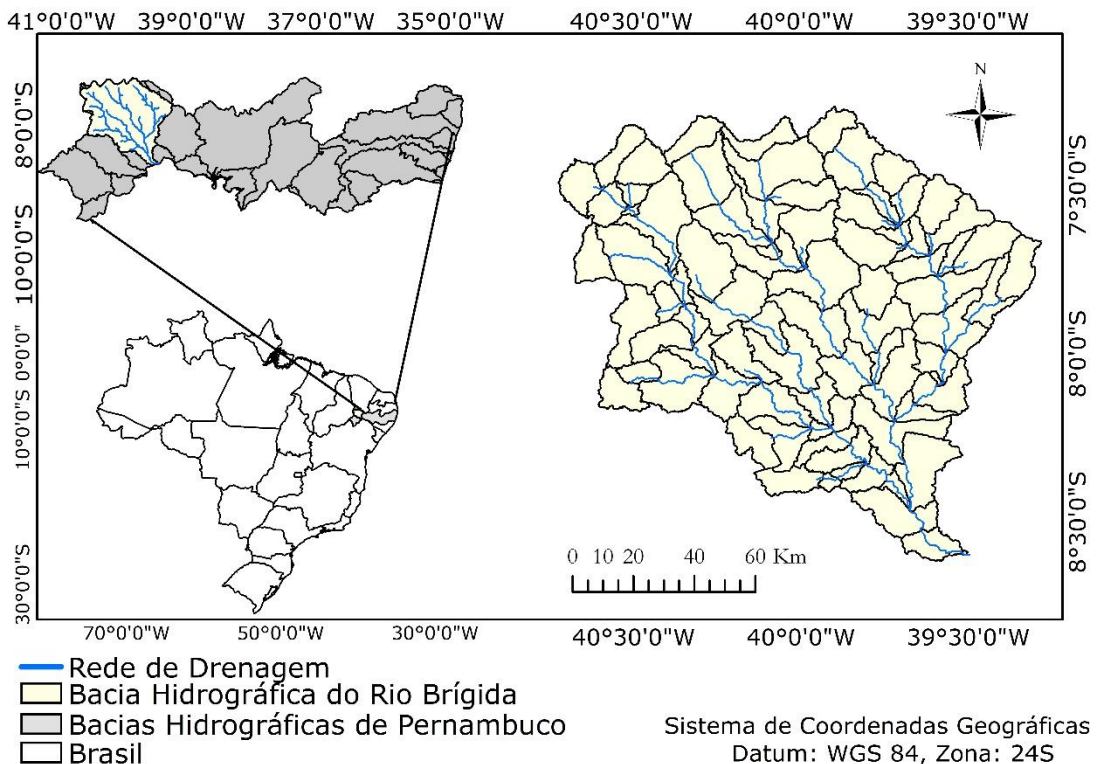 41°0'0"W 39°0'0"W 37°0'0"W 35°0'0"W 40°30'0"W 40°0'0"W 39°30'0"W
8°0'0"S
10°0'0"S
0°0'0"
10°0'0"S
30°0'0"S
70°0'0"W 50°0'0"W 30°0'0"W
N
7°30'0"S
8°0'0"S
8°30'0"S
0 10 20 40 60 Km
40°30'0"W 40°0'0"W 39°30'0"W
Rede de Drenagem
Bacia Hidrográfica do Rio Brígida
Bacias Hidrográficas de Pernambuco
Brasil
Sistema de Coordenadas Geográficas
Datum: WGS 84, Zona: 24S